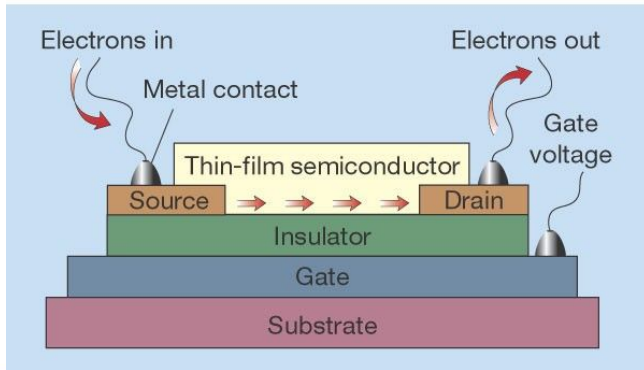 Electrons in
Electrons out
Metal contact
Gate
voltage
Thin-film semiconductor
Source
Drain
Insulator
Gate
Substrate